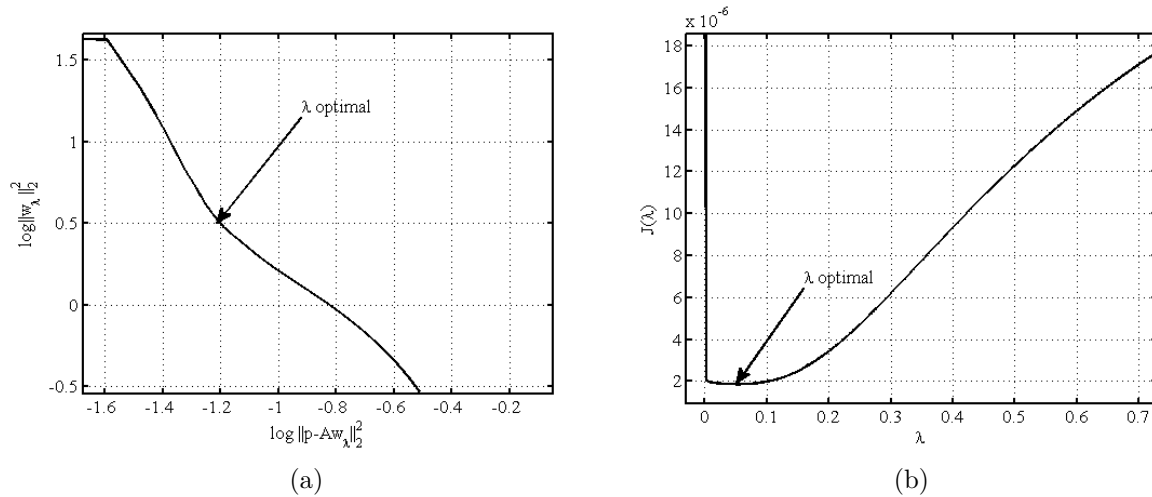 1.5
1
0.5
0
-0.5
-1.6 -1.4 -1.2 -1 -0.8 -0.6 -0.4 -0.2
log||w_λ||_2^2
log ||p-Aw_λ||_2^2
λ optimal
(a)
x 10^-6
18
16
14
12
10
8
6
4
2
0 0.1 0.2 0.3 0.4 0.5 0.6 0.7
J(λ)
λ
λ optimal
(b)